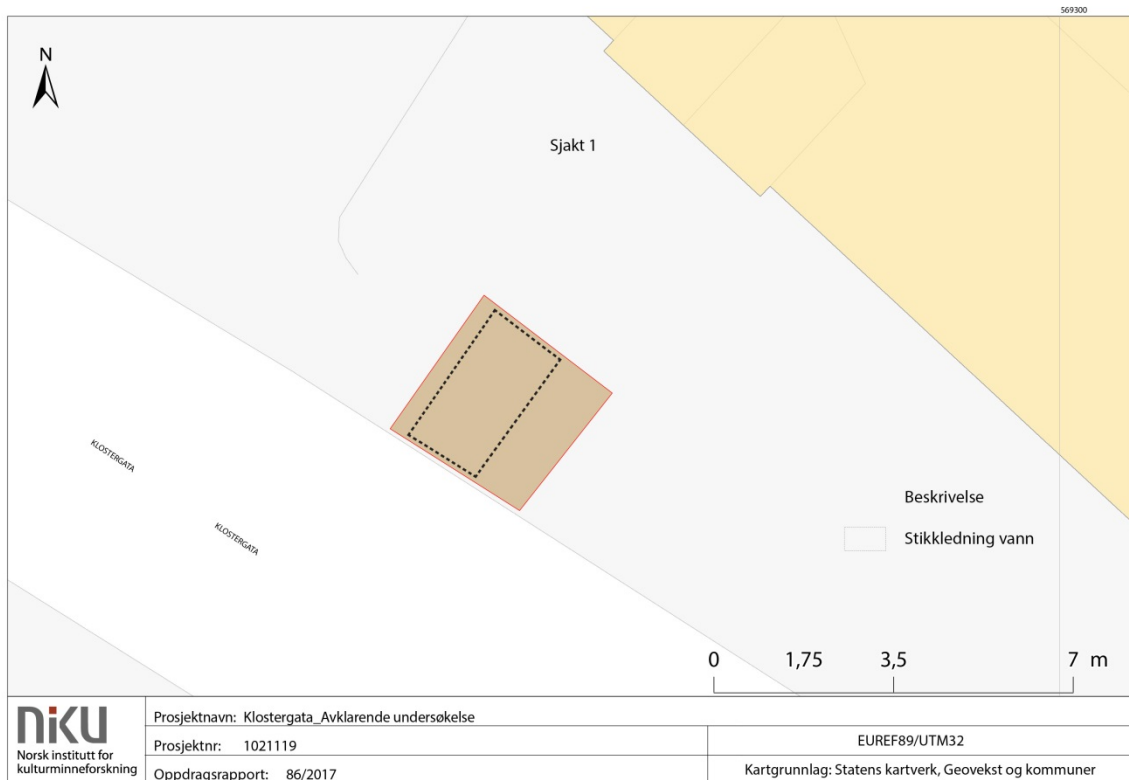 569300
N
Sjakt 1
KLOSTERGATA
KLOSTERGATA
Beskrivelse
Stikkledning vann
0 1,75 3,5 7 m
niku
Norsk institutt for
kulturminneforskning
Prosjektnavn: Klostergata_Avklarende undersøkelse
Prosjektnr: 1021119
Oppdragsrapport: 86/2017
EUREF89/UTM32
Kartgrunnlag: Statens kartverk, Geovekst og kommuner